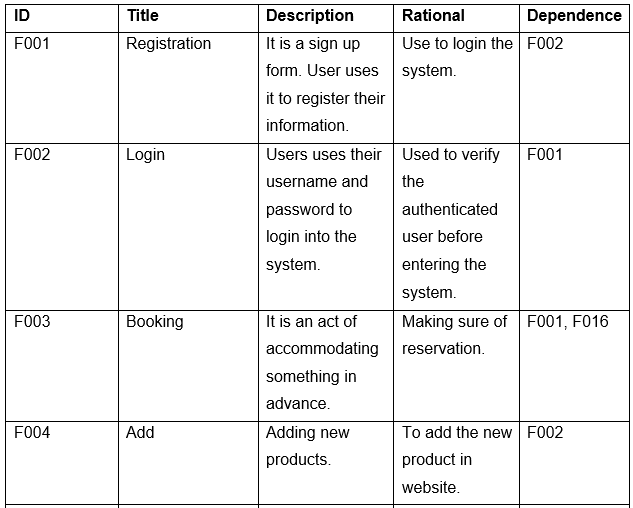 ID Title Description Rational Dependence
F001 Registration It is a sign up Use to login the F002
form. User uses system.
it to register their
information.
F002 Login Users uses their Used to verify F001
username and the
password to authenticated
login into the user before
system. entering the
system.
F003 Booking It is an act of Making sure of F001, F016
accommodating reservation.
something in
advance.
F004 Add Adding new To add the new F002
products. product in
website.